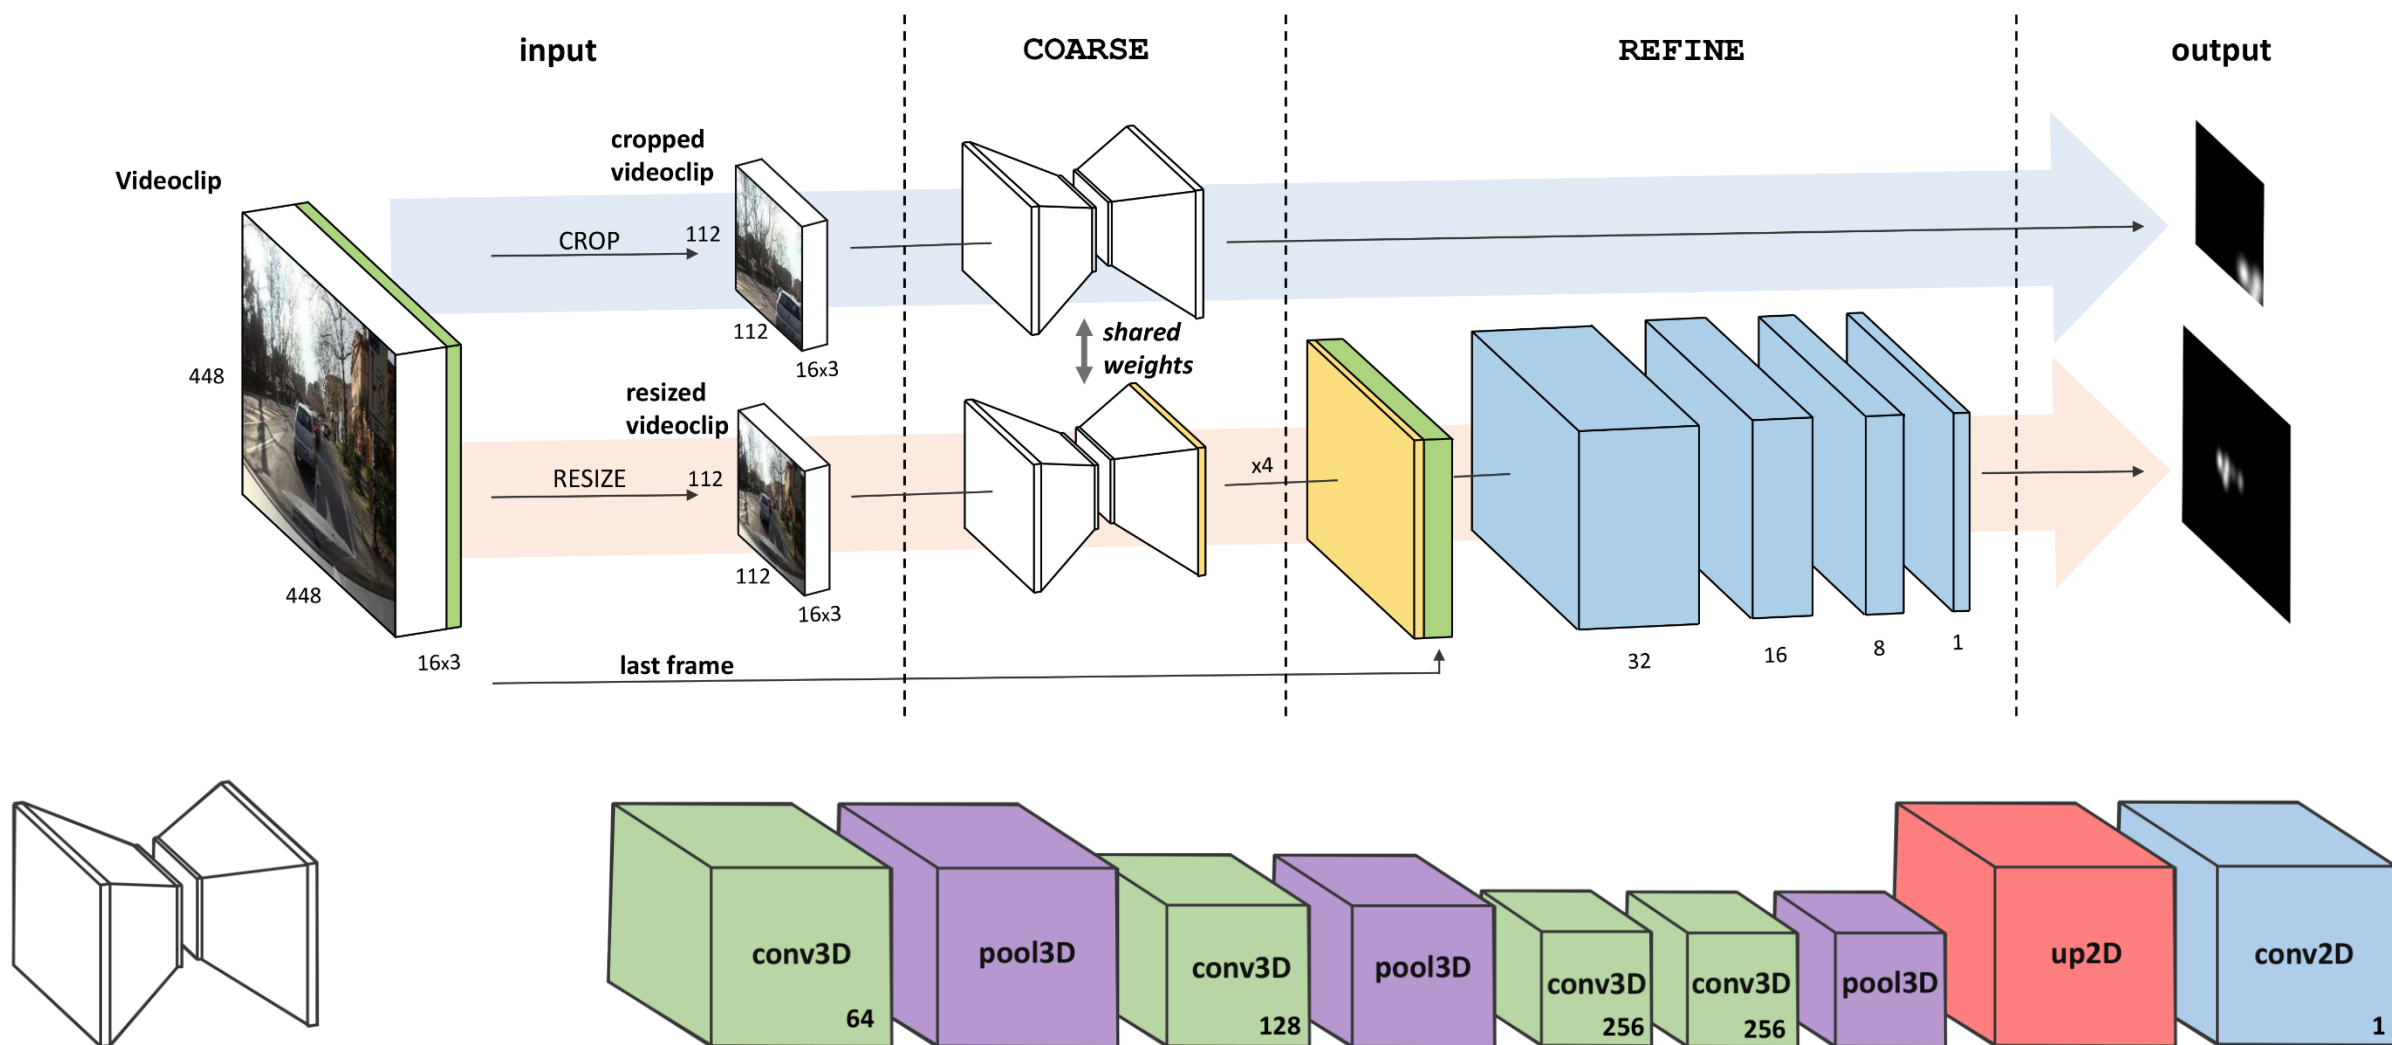 input
COARSE
REFINE
output
Videoclip
cropped
videoclip
CROP
112
112
16x3
448
448
16x3
shared
weights
resized
videoclip
RESIZE
112
112
16x3
x4
last frame
32
16
8
1
conv3D
64
pool3D
conv3D
128
pool3D
conv3D
256
conv3D
256
pool3D
up2D
conv2D
1